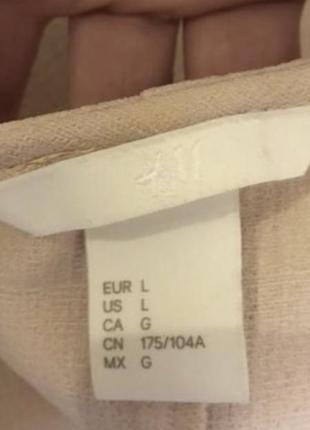 H&M
EUR L
US L
CA G
CN 175/104A
MX G